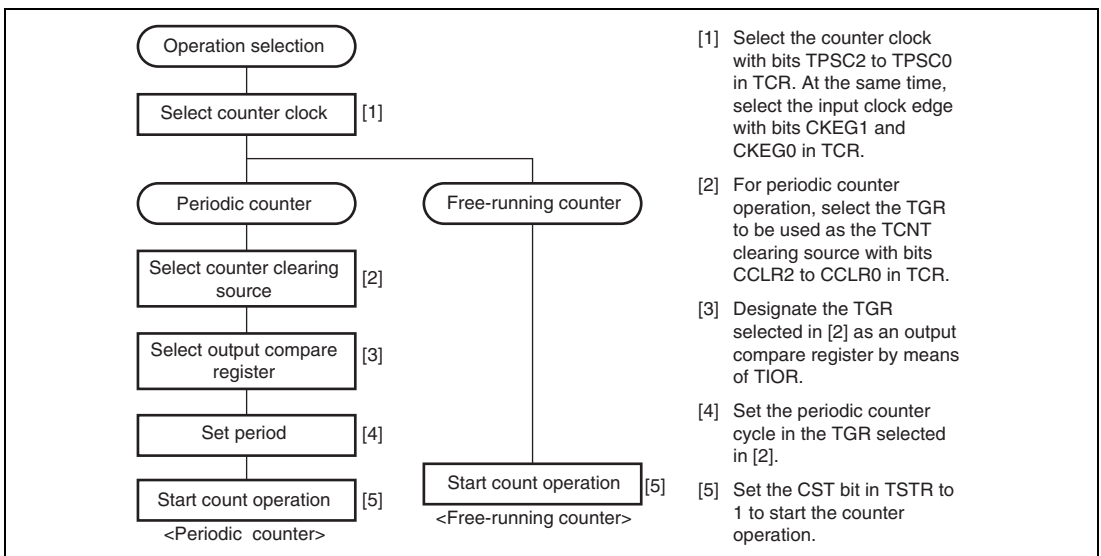 Operation selection
Select counter clock
[1]
Periodic counter
Free-running counter
Select counter clearing
source
[2]
Select output compare
register
[3]
Set period
[4]
Start count operation
[5]
<Periodic counter>
Start count operation
[5]
<Free-running counter>
[1] Select the counter clock
with bits TPSC2 to TPSC0
in TCR. At the same time,
select the input clock edge
with bits CKEG1 and
CKEG0 in TCR.
[2] For periodic counter
operation, select the TGR
to be used as the TCNT
clearing source with bits
CCLR2 to CCLR0 in TCR.
[3] Designate the TGR
selected in [2] as an output
compare register by means
of TIOR.
[4] Set the periodic counter
cycle in the TGR selected
in [2].
[5] Set the CST bit in TSTR to
1 to start the counter
operation.